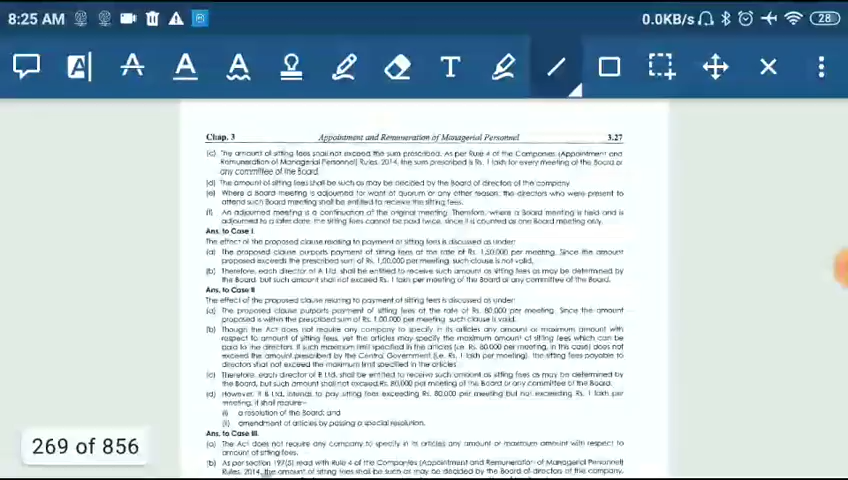 8:25 AM
0.0KB/s
28
A
A
A
A
T
Chap. 3 Appointment and Remuneration of Managerial Personnel 3.27
(c) The amount of sitting fees shall not exceed the sum prescribed. As per Rule 4 of the Companies (Appointment and
Remuneration of Managerial Personnel) Rules, 2014, the sum prescribed is Rs. 1 lakh for every meeting of the Board or
any committee of the Board.
(d) The amount of sitting fees shall be such as may be decided by the Board of directors of the company.
(e) Where a Board meeting is adjourned for want of quorum or any other reason, the directors who were present to
attend such Board meeting shall be entitled to receive the sitting fees.
(f) An adjourned meeting is a continuation of the original meeting. Therefore, where a Board meeting is held and is
adjourned to a later date, the sitting fees cannot be paid twice, since it is counted as one Board meeting only.
Ans. to Case I
The effect of the proposed clause relating to payment of sitting fees is discussed as under:
(a) The proposed clause purports payment of sitting fees at the rate of Rs. 1,50,000 per meeting. Since the amount
proposed exceeds the prescribed sum of Rs. 1,00,000 per meeting, such clause is not valid.
(b) Therefore, each director of A Ltd. shall be entitled to receive such amount as sitting fees as may be determined by
the Board, but such amount shall not exceed Rs. 1 lakh per meeting of the Board or any committee of the Board.
Ans. to Case II
The effect of the proposed clause relating to payment of sitting fees is discussed as under:
(a) The proposed clause purports payment of sitting fees at the rate of Rs. 80,000 per meeting. Since the amount
proposed is within the prescribed sum of Rs. 1,00,000 per meeting, such clause is valid.
(b) Though the Act does not require any company to specify in its articles any amount or maximum amount with
respect to amount of sitting fees, yet the articles may specify the maximum amount of sitting fees which can be
paid to the directors. If such maximum limit specified in the articles (i.e. Rs. 80,000 per meeting, in this case) does not
exceed the amount prescribed by the Central Government (i.e. Rs. 1 lakh per meeting), the sitting fees payable to
directors shall not exceed the maximum limit specified in the articles.
(c) Therefore, each director of B Ltd. shall be entitled to receive such amount as sitting fees as may be determined by
the Board, but such amount shall not exceed Rs. 80,000 per meeting of the Board or any committee of the Board.
(d) However, if B Ltd. intends to pay sitting fees exceeding Rs. 80,000 per meeting but not exceeding Rs. 1 lakh per
meeting, it shall require–
(i) a resolution of the Board; and
(ii) amendment of articles by passing a special resolution.
Ans. to Case III.
(a) The Act does not require any company to specify in its articles any amount or maximum amount with respect to
amount of sitting fees.
(b) As per section 197(5) read with Rule 4 of the Companies (Appointment and Remuneration of Managerial Personnel)
Rules, 2014, the amount of sitting fees shall be such as may be decided by the Board of directors of the company.
269 of 856